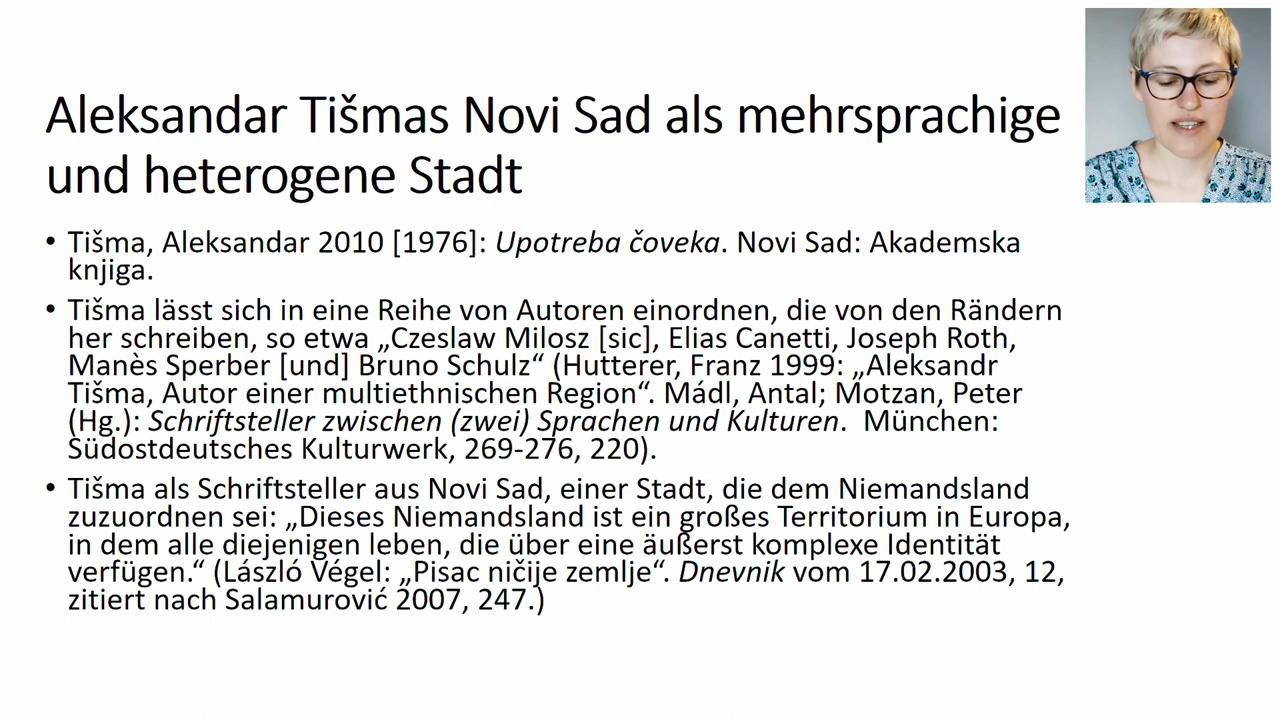 Aleksandar Tišmas Novi Sad als mehrsprachige
und heterogene Stadt
• Tišma, Aleksandar 2010 [1976]: Upotreba čoveka. Novi Sad: Akademska
knjiga.
• Tišma lässt sich in eine Reihe von Autoren einordnen, die von den Rändern
her schreiben, so etwa „Czeslaw Milosz [sic], Elias Canetti, Joseph Roth,
Manès Sperber [und] Bruno Schulz“ (Hutterer, Franz 1999: „Aleksandr
Tišma, Autor einer multiethnischen Region“. Mádl, Antal; Motzan, Peter
(Hg.): Schriftsteller zwischen (zwei) Sprachen und Kulturen. München:
Südostdeutsches Kulturwerk, 269-276, 220).
• Tišma als Schriftsteller aus Novi Sad, einer Stadt, die dem Niemandsland
zuzuordnen sei: „Dieses Niemandsland ist ein großes Territorium in Europa,
in dem alle diejenigen leben, die über eine äußerst komplexe Identität
verfügen.“ (László Végel: „Pisac ničije zemlje“. Dnevnik vom 17.02.2003, 12,
zitiert nach Salamurović 2007, 247.)